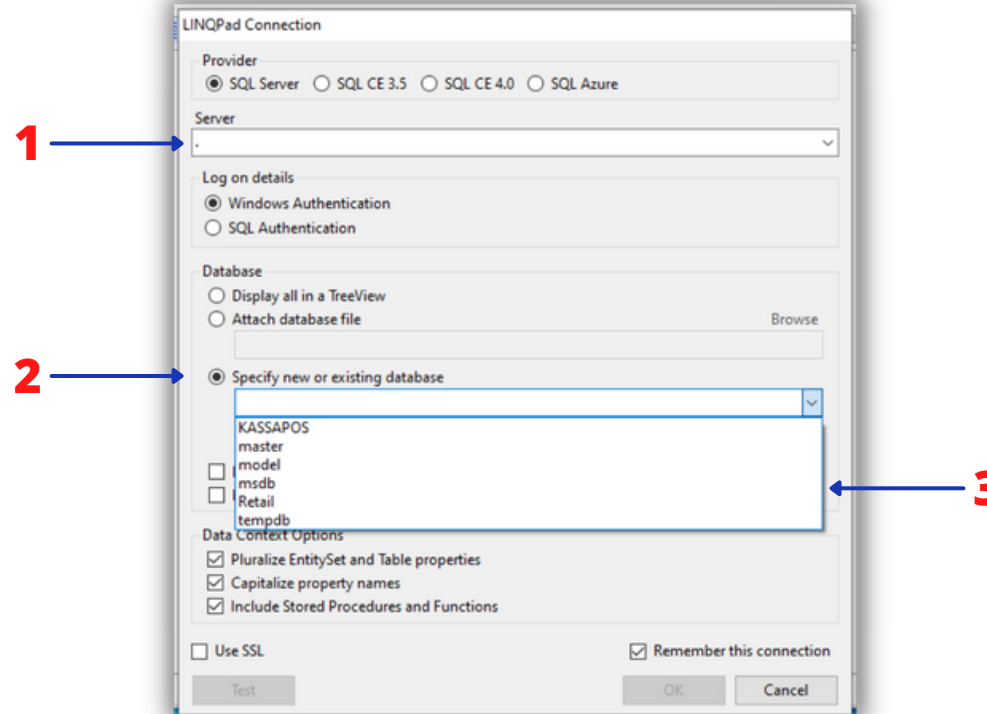 LINQPad Connection
Provider
SQL Server SQL CE 3.5 SQL CE 4.0 SQL Azure
Server
1
.
Log on details
Windows Authentication
SQL Authentication
Database
Display all in a TreeView
Attach database file Browse
2
Specify new or existing database
KASSAPOS
master
model
msdb
3
Retail
tempdb
Data Context Options
Pluralize EntitySet and Table properties
Capitalize property names
Include Stored Procedures and Functions
Use SSL Remember this connection
Test OK Cancel